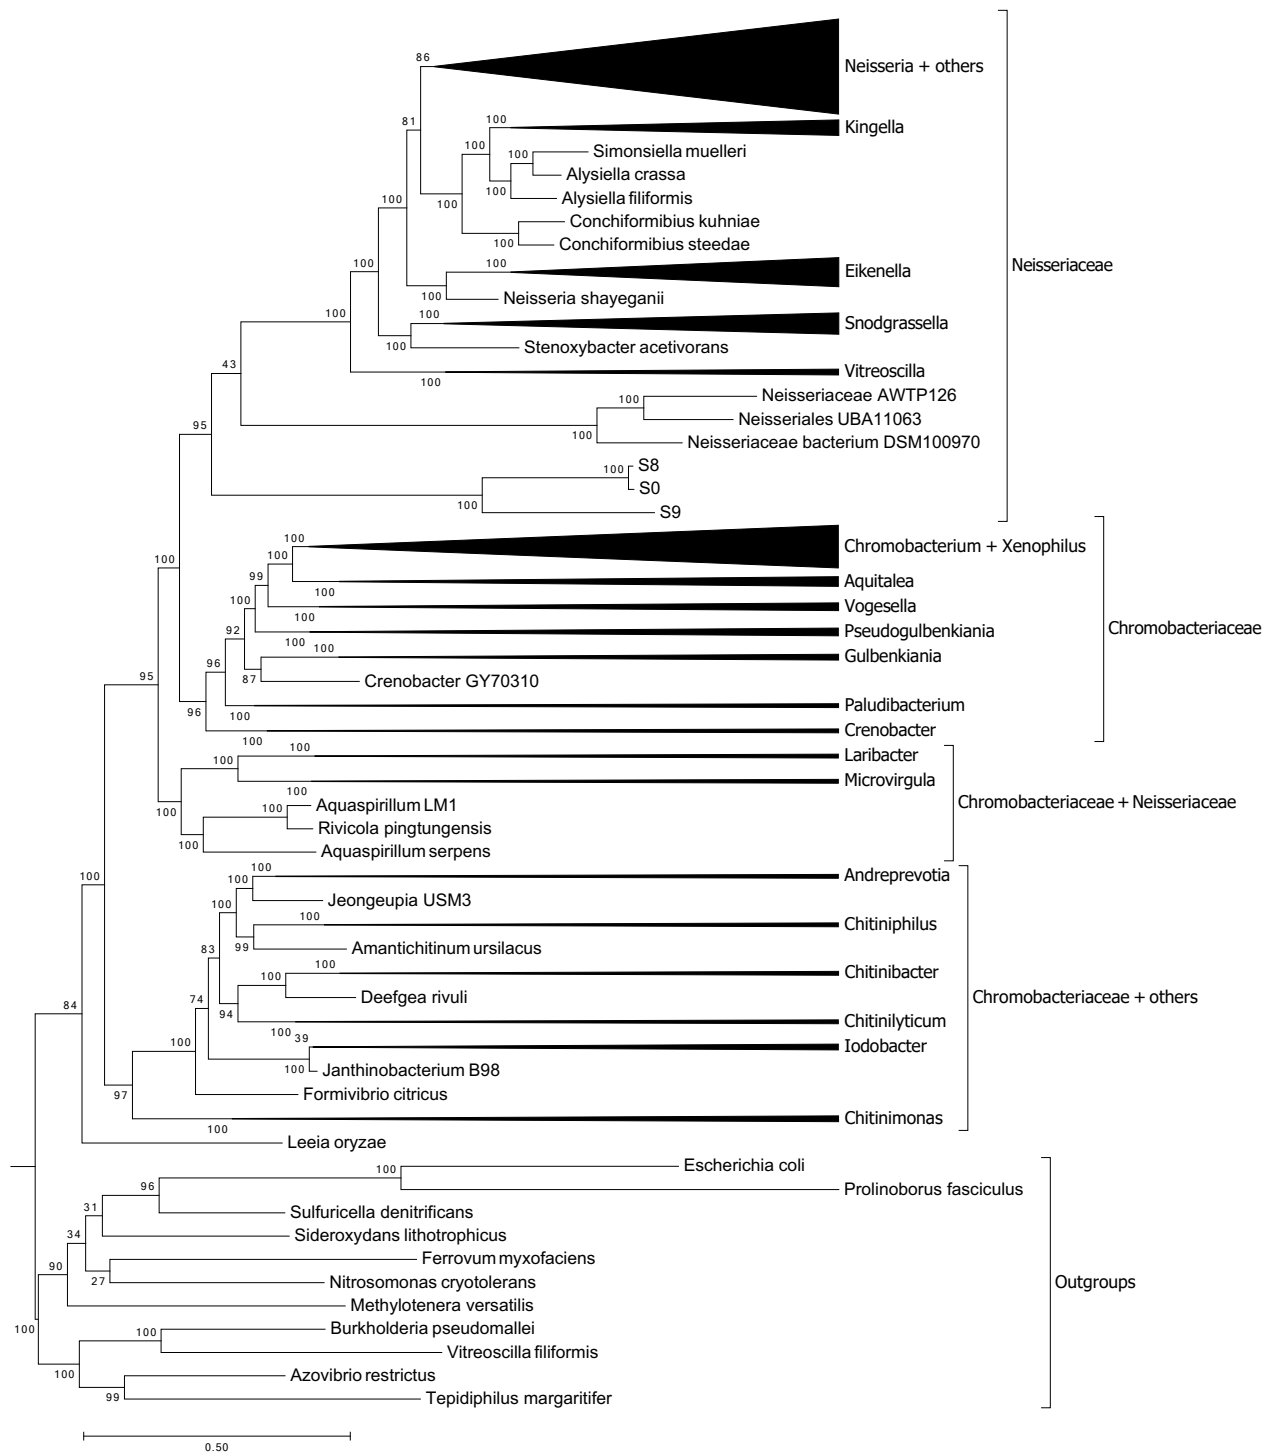 86
Neisseria + others
81
100
Kingella
100
100
Simonsiella muelleri
Alysiella crassa
100
Alysiella filiformis
100
100
Conchiformibius kuhniae
100
Conchiformibius steedae
100
100
Eikenella
Neisseriaceae
100
Neisseria shayeganii
100
100
Snodgrassella
100
Stenoxybacter acetivorans
43
Vitreoscilla
100
Neisseriaceae AWTP126
100
Neisseriales UBA11063
95
100
Neisseriaceae bacterium DSM100970
S8
100
S0
100
S9
100
Chromobacterium + Xenophilus
100
100
99
Aquitalea
100
100
Vogesella
100
92
Pseudogulbenkiania
Chromobacteriaceae
100
100
Gulbenkiania
96
87
Crenobacter GY70310
95
96
Paludibacterium
100
Crenobacter
100
100
Laribacter
100
Microvirgula
100
Chromobacteriaceae + Neisseriaceae
100
Aquaspirillum LM1
100
Rivicola pingtungensis
100
Aquaspirillum serpens
100
100
Andreprevotia
100
Jeongeupia USM3
100
100
Chitiniphilus
99
Amantichitinum ursilacus
83
100
Chitinibacter
100
Deefgea rivuli
Chromobacteriaceae + others
74
84
94
Chitinilyticum
100
39
Iodobacter
100
100
Janthinobacterium B98
97
Formivibrio citricus
Chitinimonas
100
Leeia oryzae
100
Escherichia coli
96
Prolinoborus fasciculus
31
Sulfuricella denitrificans
34
Sideroxydans lithotrophicus
Ferrovum myxofaciens
90
27
Nitrosomonas cryotolerans
Outgroups
Methylotenera versatilis
100
100
Burkholderia pseudomallei
Vitreoscilla filiformis
100
Azovibrio restrictus
99
Tepidiphilus margaritifer
0.50